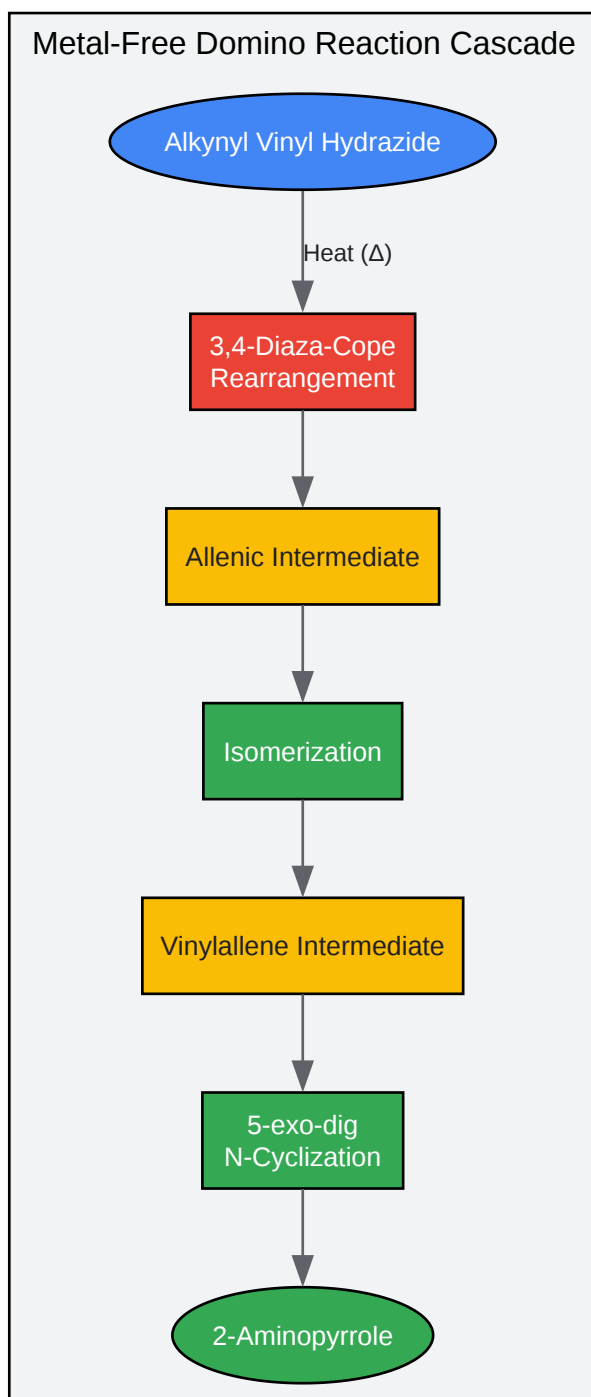 Metal-Free Domino Reaction Cascade
Alkynyl Vinyl Hydrazide
Heat (Δ)
3,4-Diaza-Cope
Rearrangement
Allenic Intermediate
Isomerization
Vinylallene Intermediate
5-exo-dig
N-Cyclization
2-Aminopyrrole